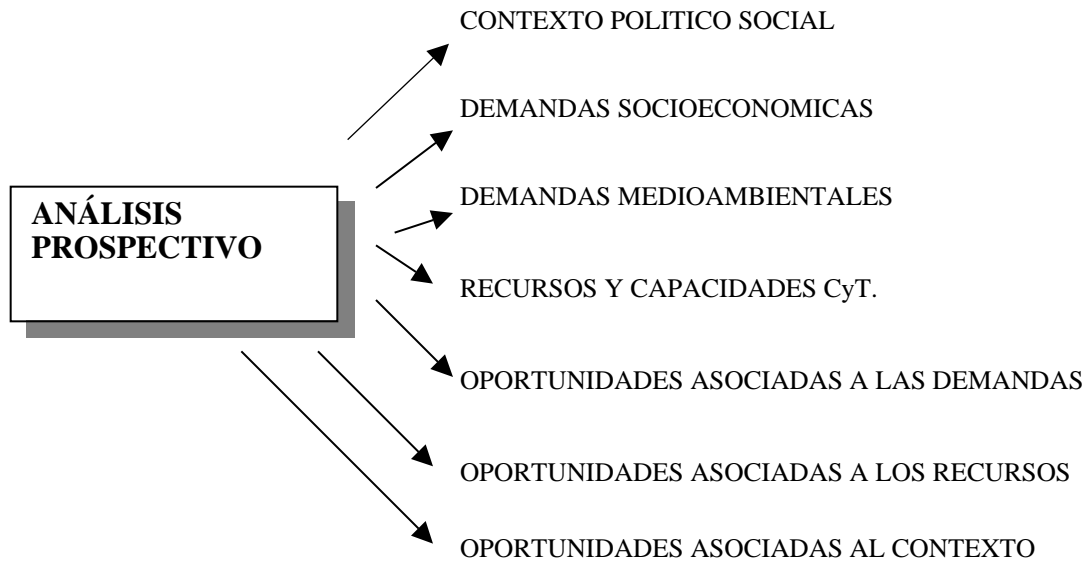 CONTEXTO POLITICO SOCIAL
DEMANDAS SOCIOECONOMICAS
DEMANDAS MEDIOAMBIENTALES
ANÁLISIS
PROSPECTIVO
RECURSOS Y CAPACIDADES CyT.
OPORTUNIDADES ASOCIADAS A LAS DEMANDAS
OPORTUNIDADES ASOCIADAS A LOS RECURSOS
OPORTUNIDADES ASOCIADAS AL CONTEXTO